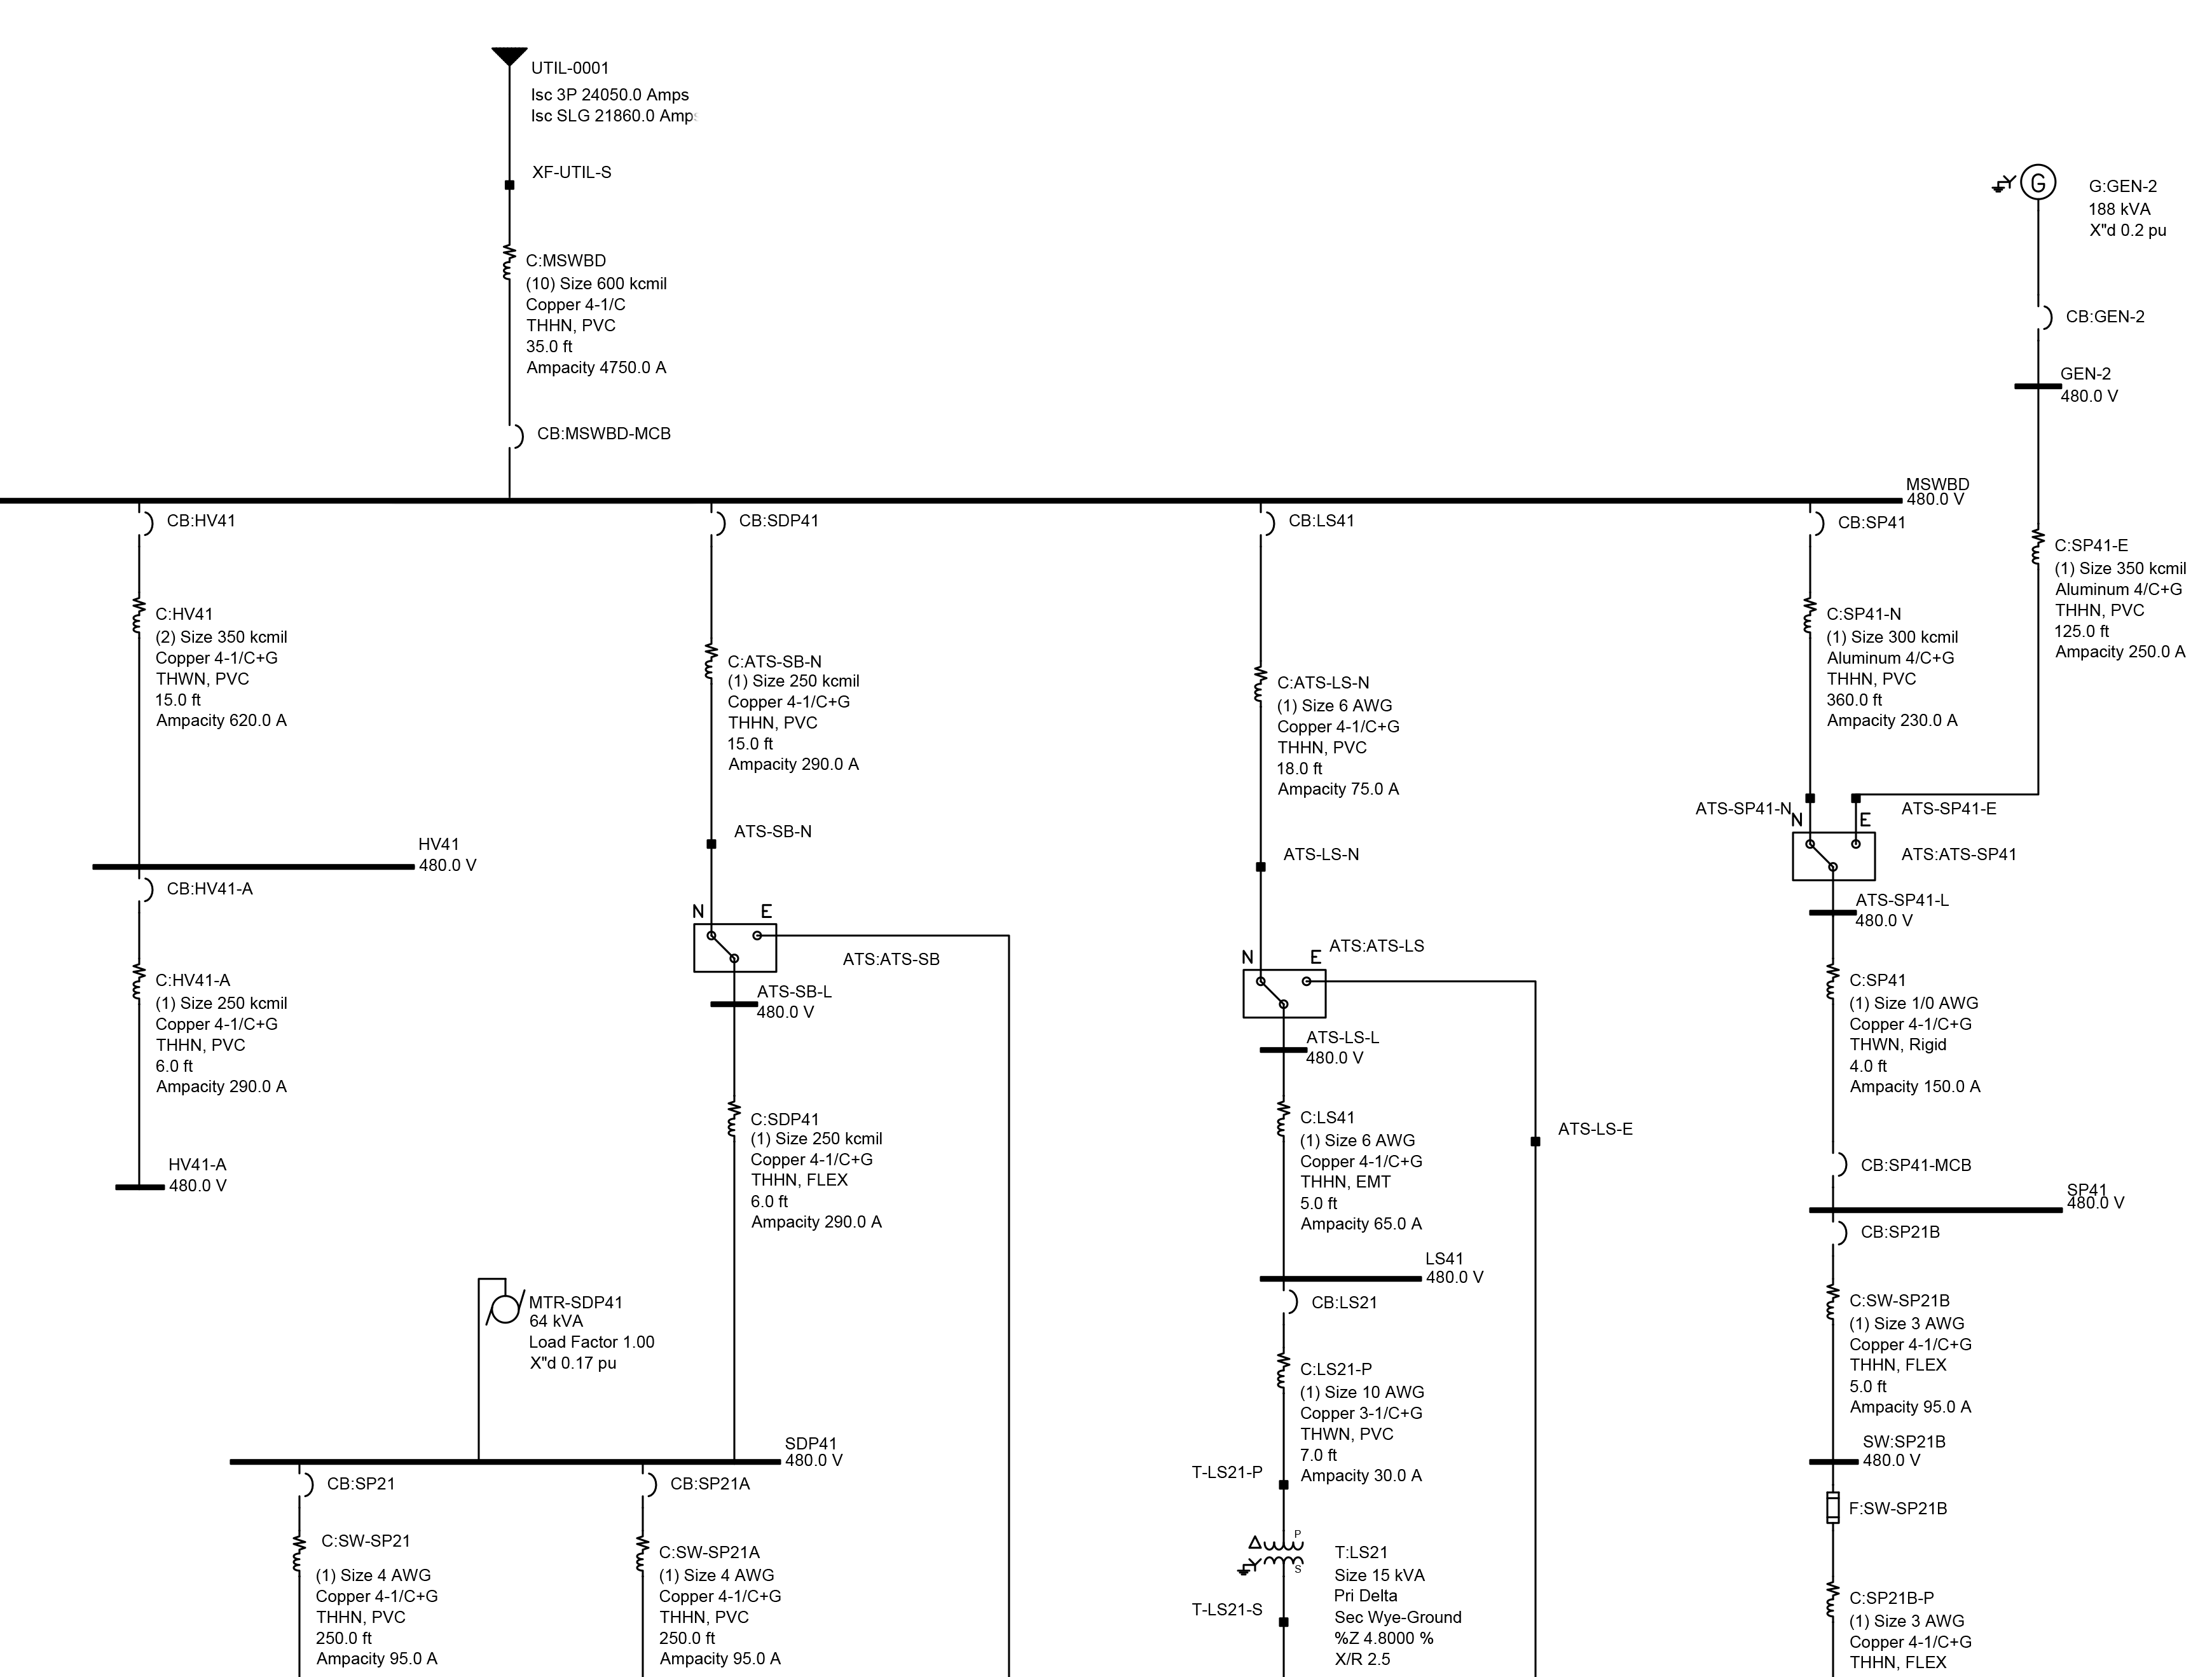 UTIL-0001
Isc 3P 24050.0 Amps
Isc SLG 21860.0 Amps
XF-UTIL-S
C:MSWBD
(10) Size 600 kcmil
Copper 4-1/C
THHN, PVC
35.0 ft
Ampacity 4750.0 A
CB:MSWBD-MCB
G
G:GEN-2
188 kVA
X"d 0.2 pu
CB:GEN-2
GEN-2
480.0 V
MSWBD
480.0 V
C:SP41-E
(1) Size 350 kcmil
Aluminum 4/C+G
THHN, PVC
125.0 ft
Ampacity 250.0 A
CB:HV41
C:HV41
(2) Size 350 kcmil
Copper 4-1/C+G
THWN, PVC
15.0 ft
Ampacity 620.0 A
HV41
480.0 V
CB:HV41-A
C:HV41-A
(1) Size 250 kcmil
Copper 4-1/C+G
THHN, PVC
6.0 ft
Ampacity 290.0 A
HV41-A
480.0 V
CB:SDP41
C:ATS-SB-N
(1) Size 250 kcmil
Copper 4-1/C+G
THHN, PVC
15.0 ft
Ampacity 290.0 A
ATS-SB-N
N E
ATS:ATS-SB
ATS-SB-L
480.0 V
C:SDP41
(1) Size 250 kcmil
Copper 4-1/C+G
THHN, FLEX
6.0 ft
Ampacity 290.0 A
MTR-SDP41
64 kVA
Load Factor 1.00
X"d 0.17 pu
SDP41
480.0 V
CB:SP21
C:SW-SP21
(1) Size 4 AWG
Copper 4-1/C+G
THHN, PVC
250.0 ft
Ampacity 95.0 A
CB:SP21A
C:SW-SP21A
(1) Size 4 AWG
Copper 4-1/C+G
THHN, PVC
250.0 ft
Ampacity 95.0 A
CB:LS41
C:ATS-LS-N
(1) Size 6 AWG
Copper 4-1/C+G
THHN, PVC
18.0 ft
Ampacity 75.0 A
ATS-LS-N
N E
ATS:ATS-LS
ATS-LS-L
480.0 V
C:LS41
(1) Size 6 AWG
Copper 4-1/C+G
THHN, EMT
5.0 ft
Ampacity 65.0 A
ATS-LS-E
LS41
480.0 V
CB:LS21
C:LS21-P
(1) Size 10 AWG
Copper 3-1/C+G
THWN, PVC
7.0 ft
Ampacity 30.0 A
T-LS21-P
P
S
T:LS21
Size 15 kVA
Pri Delta
Sec Wye-Ground
%Z 4.8000 %
X/R 2.5
T-LS21-S
CB:SP41
C:SP41-N
(1) Size 300 kcmil
Aluminum 4/C+G
THHN, PVC
360.0 ft
Ampacity 230.0 A
ATS-SP41-N
ATS-SP41-E
N E
ATS:ATS-SP41
ATS-SP41-L
480.0 V
C:SP41
(1) Size 1/0 AWG
Copper 4-1/C+G
THWN, Rigid
4.0 ft
Ampacity 150.0 A
CB:SP41-MCB
SP41
480.0 V
CB:SP21B
C:SW-SP21B
(1) Size 3 AWG
Copper 4-1/C+G
THHN, FLEX
5.0 ft
Ampacity 95.0 A
SW:SP21B
480.0 V
F:SW-SP21B
C:SP21B-P
(1) Size 3 AWG
Copper 4-1/C+G
THHN, FLEX